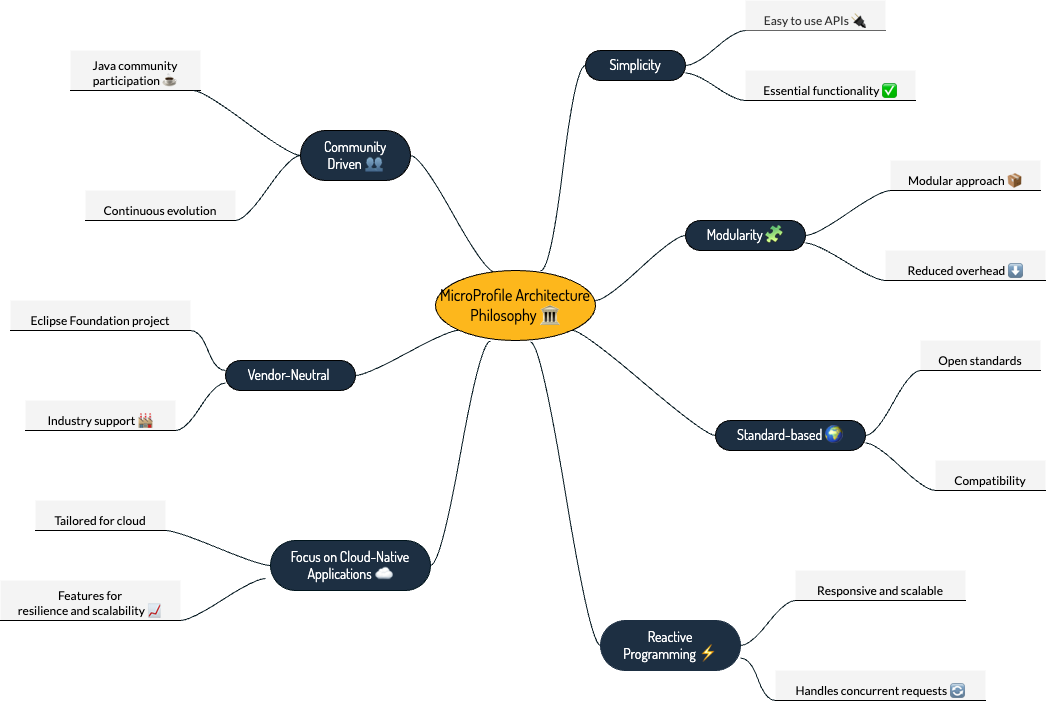 MicroProfile Architecture
Philosophy 🏛️
Simplicity
Easy to use APIs 🔌
Essential functionality ✅
Modularity 🧩
Modular approach 📦
Reduced overhead ⬇️
Standard-based 🌍
Open standards
Compatibility
Reactive
Programming ⚡
Responsive and scalable
Handles concurrent requests 🔄
Focus on Cloud-Native
Applications ☁️
Tailored for cloud
Features for
resilience and scalability 📈
Vendor-Neutral
Eclipse Foundation project
Industry support 🏭
Community
Driven 👥
Java community
participation ☕
Continuous evolution